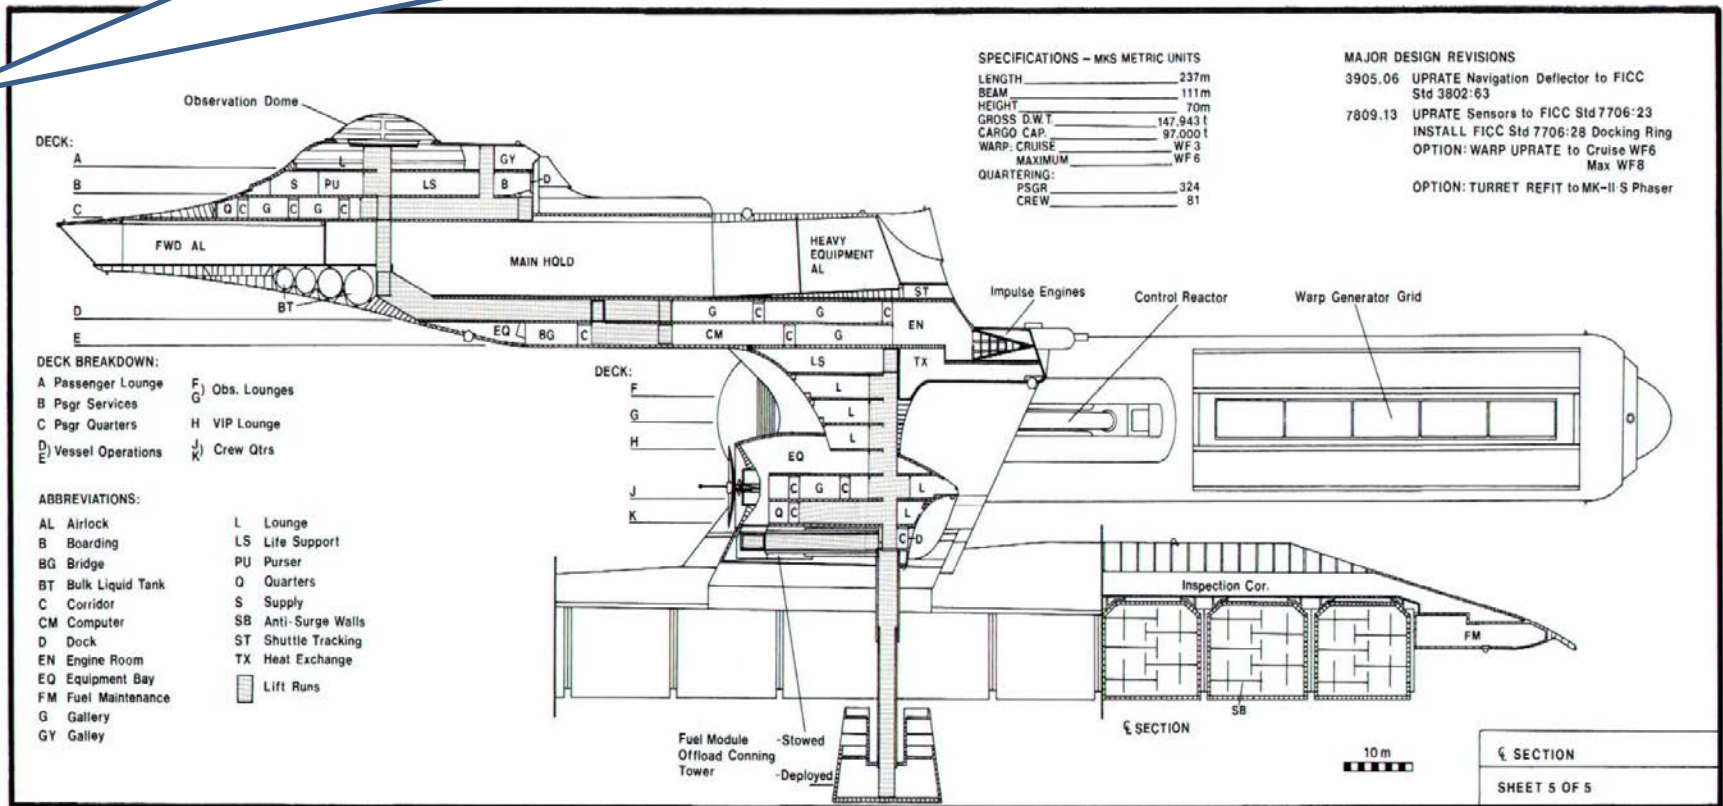 SPECIFICATIONS – MKS METRIC UNITS
LENGTH 237m
BEAM 111m
HEIGHT 70m
GROSS D.W.T. 147,943 t
CARGO CAP. 97,000 t
WARP: CRUISE WF 3
MAXIMUM WF 6
QUARTERING:
PSGR 324
CREW 81
MAJOR DESIGN REVISIONS
3905.06 UPRATE Navigation Deflector to FICC
Std 3802:63
7809.13 UPRATE Sensors to FICC Std 7706:23
INSTALL FICC Std 7706:28 Docking Ring
OPTION: WARP UPRATE to Cruise WF6
Max WF8
OPTION: TURRET REFIT to MK-II S Phaser
Observation Dome
DECK:
A
B
C
D
E
L
GY
S
PU
LS
B
D
Q
C
G
C
G
C
FWD AL
MAIN HOLD
HEAVY
EQUIPMENT
AL
ST
BT
G
C
G
C
EN
EQ
BG
C
CM
C
G
Impulse Engines
Control Reactor
Warp Generator Grid
LS
TX
DECK:
F
G
H
J
K
L
L
L
EQ
C
G
C
L
Q
C
L
C
D
DECK BREAKDOWN:
A Passenger Lounge
B Psgr Services
C Psgr Quarters
D) Vessel Operations
E
F) Obs. Lounges
G
H VIP Lounge
J) Crew Qtrs
K
ABBREVIATIONS:
AL Airlock
B Boarding
BG Bridge
BT Bulk Liquid Tank
C Corridor
CM Computer
D Dock
EN Engine Room
EQ Equipment Bay
FM Fuel Maintenance
G Gallery
GY Galley
L Lounge
LS Life Support
PU Purser
Q Quarters
S Supply
SB Anti-Surge Walls
ST Shuttle Tracking
TX Heat Exchange
Lift Runs
Inspection Cor.
FM
SB
℄ SECTION
Fuel Module
Offload Conning
Tower
-Stowed
-Deployed
10 m
℄ SECTION
SHEET 5 OF 5